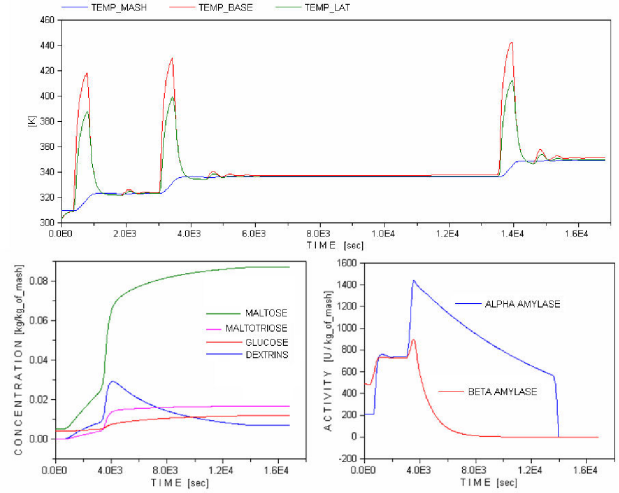 TEMP_MASH TEMP_BASE TEMP_LAT
460
440
420
400
380
360
340
320
300
[K]
0.0E0 2.0E3 4.0E3 6.0E3 8.0E3 1.0E4 1.2E4 1.4E4 1.6E4
TIME [sec]
CONCENTRATION [kg/kg_of_mash]
0.08
0.06
0.04
0.02
0.00
MALTOSE
MALTOTRIOSE
GLUCOSE
DEXTRINS
0.0E0 4.0E3 8.0E3 1.2E4 1.6E4
TIME [sec]
ACTIVITY [U / kg_of_mash]
1600
1400
1200
1000
800
600
400
200
0
-200
ALPHA AMYLASE
BETA AMYLASE
0.0E0 4.0E3 8.0E3 1.2E4 1.6E4
TIME [sec]